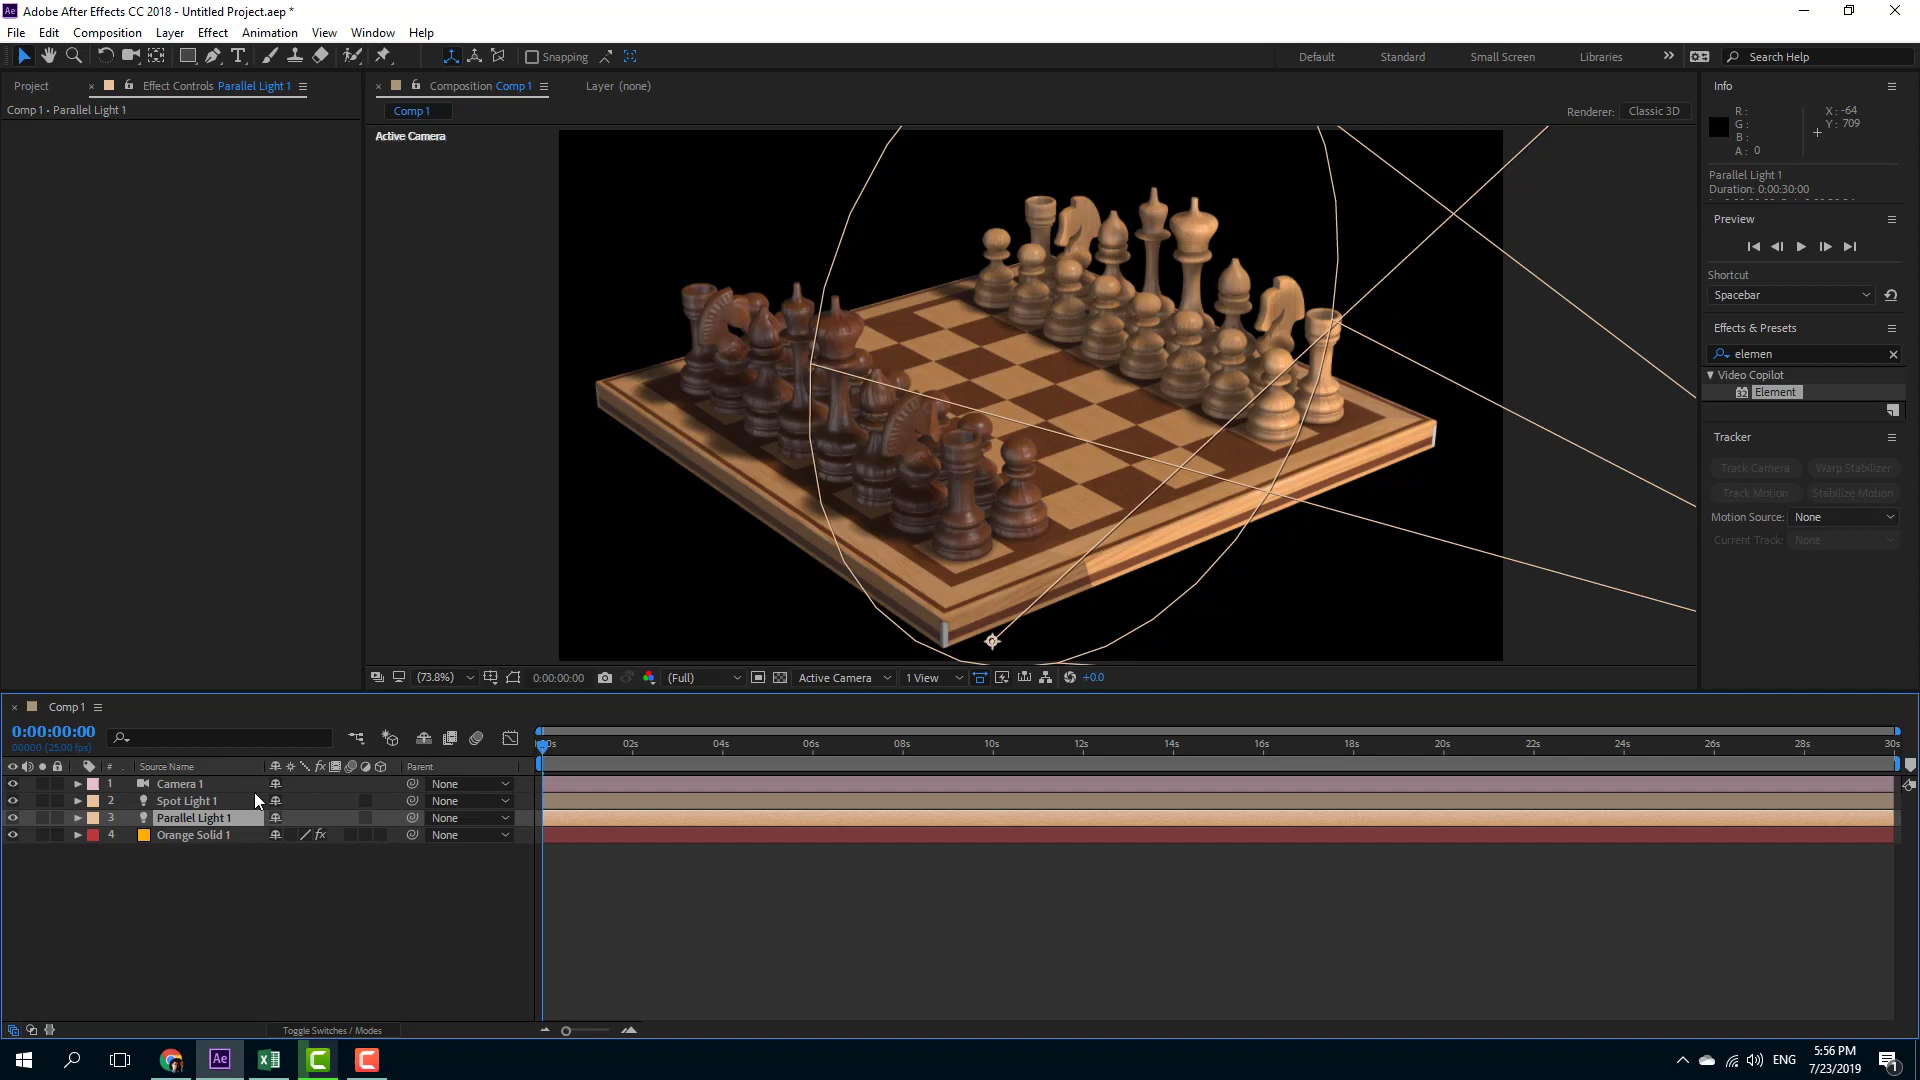 Adobe After Effects CC 2018 - Untitled Project.aep *
File Edit Composition Layer Effect Animation View Window Help
Snapping
Default Standard Small Screen Libraries
Search Help
Project
Effect Controls Parallel Light 1
Comp 1 • Parallel Light 1
Composition Comp 1
Layer (none)
Comp 1
Renderer: Classic 3D
Active Camera
Info
R :
G :
B :
A : 0
X : -64
Y : 709
Parallel Light 1
Duration: 0:00:30:00
Preview
Shortcut
Spacebar
Effects & Presets
elemen
Video Copilot
32 Element
Tracker
Track Camera Warp Stabilizer
Track Motion Stabilize Motion
Motion Source: None
Current Track: None
(73.8%) 0:00:00:00 (Full) Active Camera 1 View +0.0
Comp 1
0:00:00:00
00000 (25.00 fps)
02s 04s 06s 08s 10s 12s 14s 16s 18s 20s 22s 24s 26s 28s 30s
# Source Name fx Parent
1 Camera 1 None
2 Spot Light 1 None
3 Parallel Light 1 None
4 Orange Solid 1 fx None
Toggle Switches / Modes
Ae
ENG
5:56 PM
7/23/2019
1